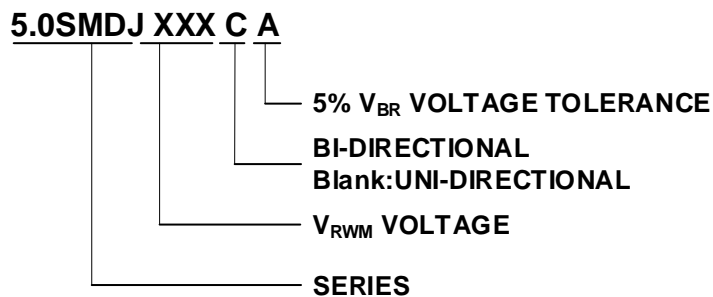 5.0SMDJ XXX C A
5% VBR VOLTAGE TOLERANCE
BI-DIRECTIONAL
Blank:UNI-DIRECTIONAL
VRWM VOLTAGE
SERIES